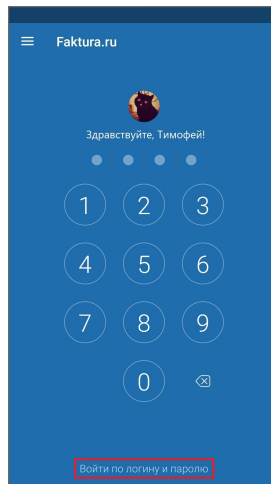 Faktura.ru
Здравствуйте, Тимофей!
1 2 3
4 5 6
7 8 9
0
Войти по логину и паролю